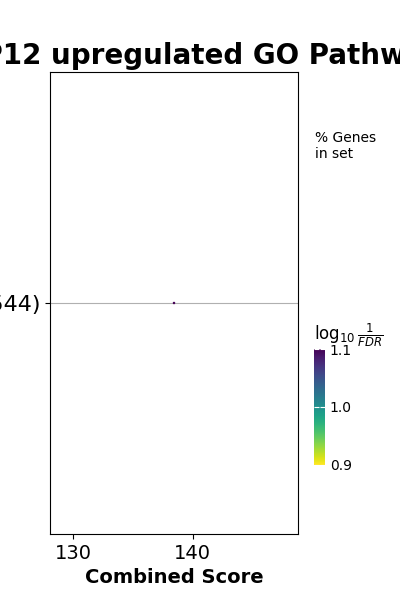 P12 upregulated GO Pathw
% Genes
in set
544)
log₁₀ 1/FDR
1.1
1.0
0.9
130 140
Combined Score